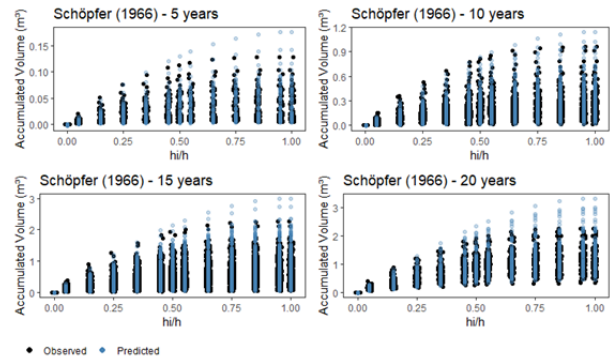 Schöpfer (1966) - 5 years
Accumulated Volume (m³)
0.15
0.10
0.05
0.00
0.00 0.25 0.50 0.75 1.00
hi/h
Schöpfer (1966) - 10 years
Accumulated Volume (m³)
1.2
0.9
0.6
0.3
0.0
0.00 0.25 0.50 0.75 1.00
hi/h
Schöpfer (1966) - 15 years
Accumulated Volume (m³)
3
2
1
0
0.00 0.25 0.50 0.75 1.00
hi/h
Schöpfer (1966) - 20 years
Accumulated Volume (m³)
3
2
1
0
0.00 0.25 0.50 0.75 1.00
hi/h
Observed Predicted